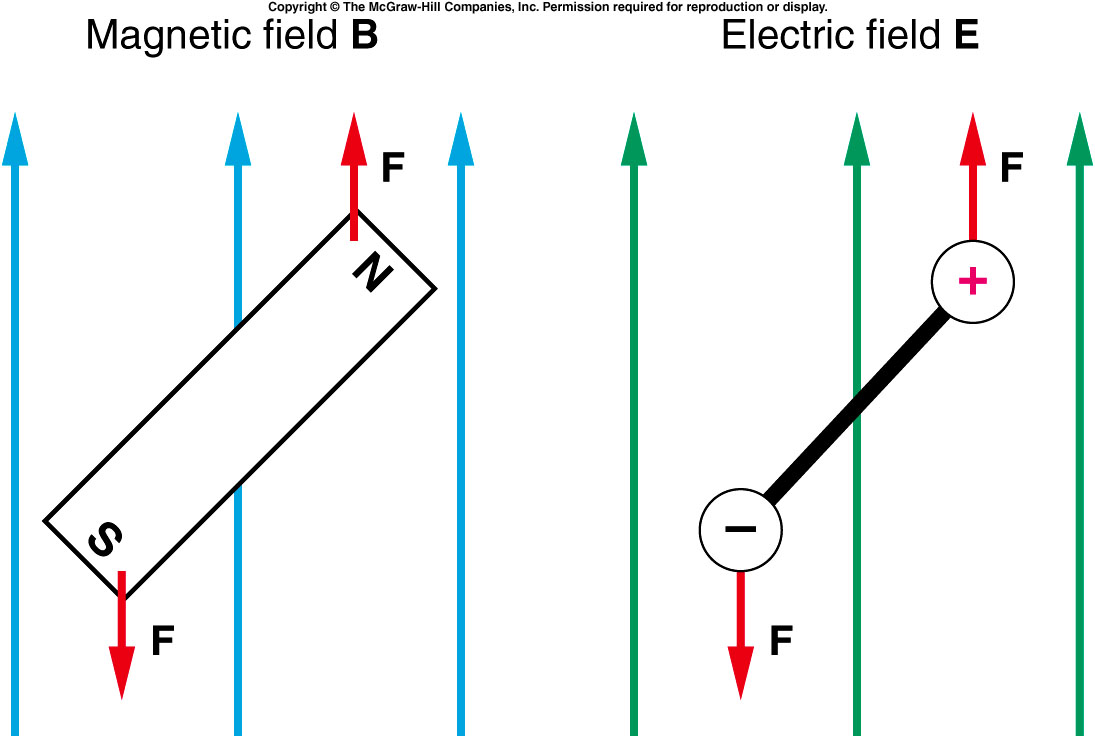 Copyright © The McGraw-Hill Companies, Inc. Permission required for reproduction or display.
Magnetic field B
Electric field E
F
N
S
F
F
+
−
F